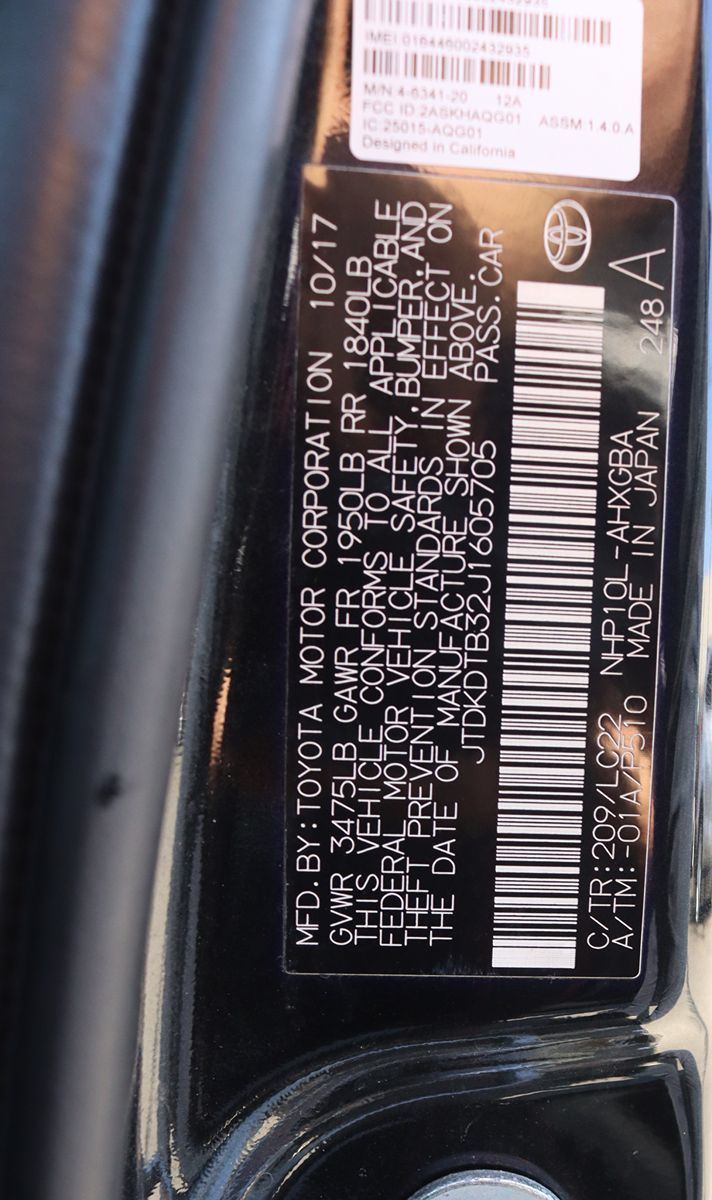 IMEI:016446002432935
M/N:4-6341-20 12A
FCC ID:2ASKHAQG01 ASSM 1.4.0 A
IC:25015-AQG01
Designed in California
MFD. BY: TOYOTA MOTOR CORPORATION 10/17
GVWR 3475LB GAWR FR 1950LB RR 1840LB
THIS VEHICLE CONFORMS TO ALL APPLICABLE
FEDERAL MOTOR VEHICLE SAFETY, BUMPER, AND
THEFT PREVENTION STANDARDS IN EFFECT ON
THE DATE OF MANUFACTURE SHOWN ABOVE.
JTDKDTB32J1605705 PASS. CAR
C/TR: 209/LC22 NHP10L-AHXGBA
A/TM: -01A/P510 MADE IN JAPAN 248 A